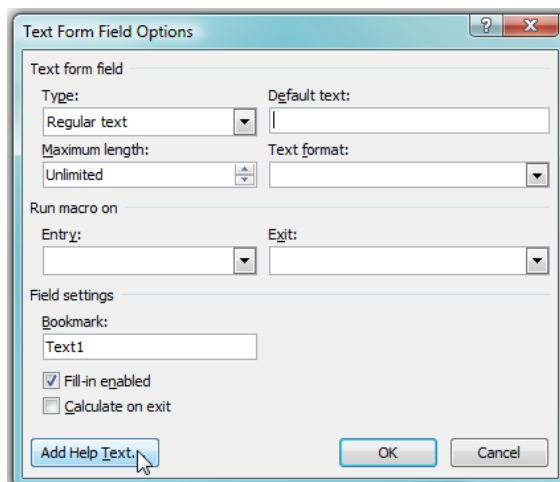 Text Form Field Options
Text form field
Type: Default text:
Regular text
Maximum length: Text format:
Unlimited
Run macro on
Entry: Exit:
Field settings
Bookmark:
Text1
Fill-in enabled
Calculate on exit
Add Help Text... OK Cancel